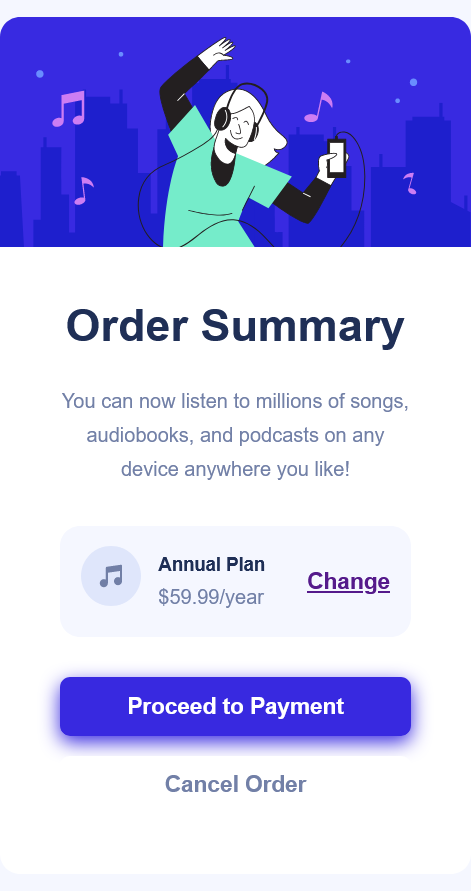 Order Summary
You can now listen to millions of songs,
audiobooks, and podcasts on any
device anywhere you like!
Annual Plan
$59.99/year
Change
Proceed to Payment
Cancel Order